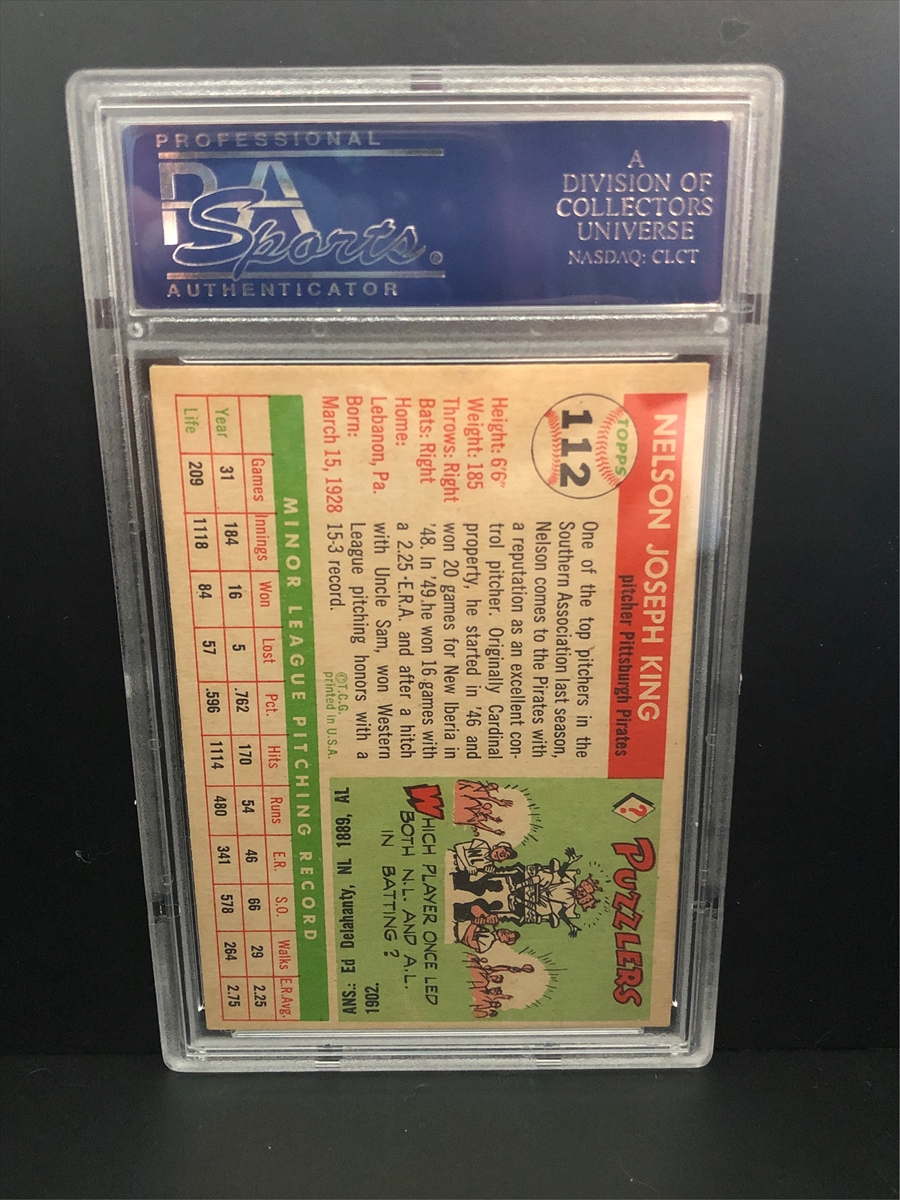 PROFESSIONAL
PSA
Sports®
AUTHENTICATOR
A
DIVISION OF
COLLECTORS
UNIVERSE
NASDAQ: CLCT
TOPPS
112
NELSON JOSEPH KING
pitcher Pittsburgh Pirates
Height: 6'6"
Weight: 185
Throws: Right
Bats: Right
Home:
Lebanon, Pa.
Born:
March 15, 1928
One of the top pitchers in the
Southern Association last season,
Nelson comes to the Pirates with
a reputation as an excellent con-
trol pitcher. Originally Cardinal
property, he started in '46 and
won 20 games for New Iberia in
'48. In '49 he won 16 games with
a 2.25 E.R.A. and after a hitch
with Uncle Sam, won Western
League pitching honors with a
15-3 record.
©T.C.G.
printed in U.S.A.
? PUZZLERS
NL AL
WHICH PLAYER ONCE LED
BOTH N.L. AND A.L.
IN BATTING?
ANS.: Ed Delahanty, NL 1899, AL
1902.
MINOR LEAGUE PITCHING RECORD
Games Innings Won Lost Pct. Hits Runs E.R. S.O. Walks E.R.Avg.
Year 31 184 16 5 .762 170 54 46 66 29 2.25
Life 209 1118 84 57 .596 1114 480 341 578 264 2.75